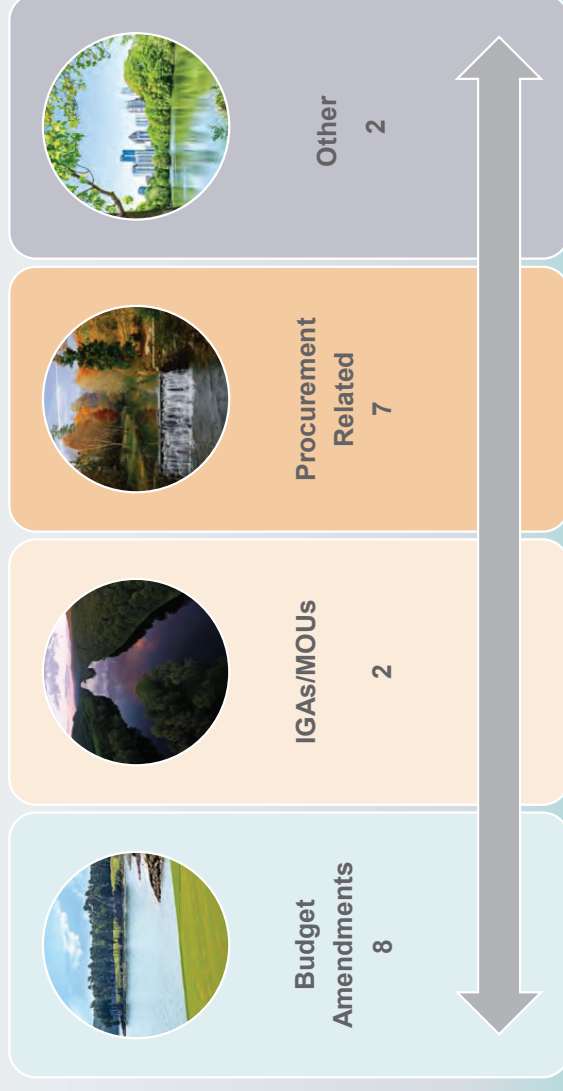 Budget
Amendments
8
IGAs/MOUs
2
Procurement
Related
7
Other
2